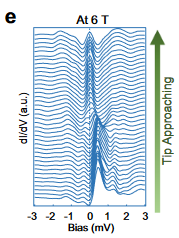 e
At 6 T
dI/dV (a.u.)
Tip Approaching
-3 -2 -1 0 1 2 3
Bias (mV)